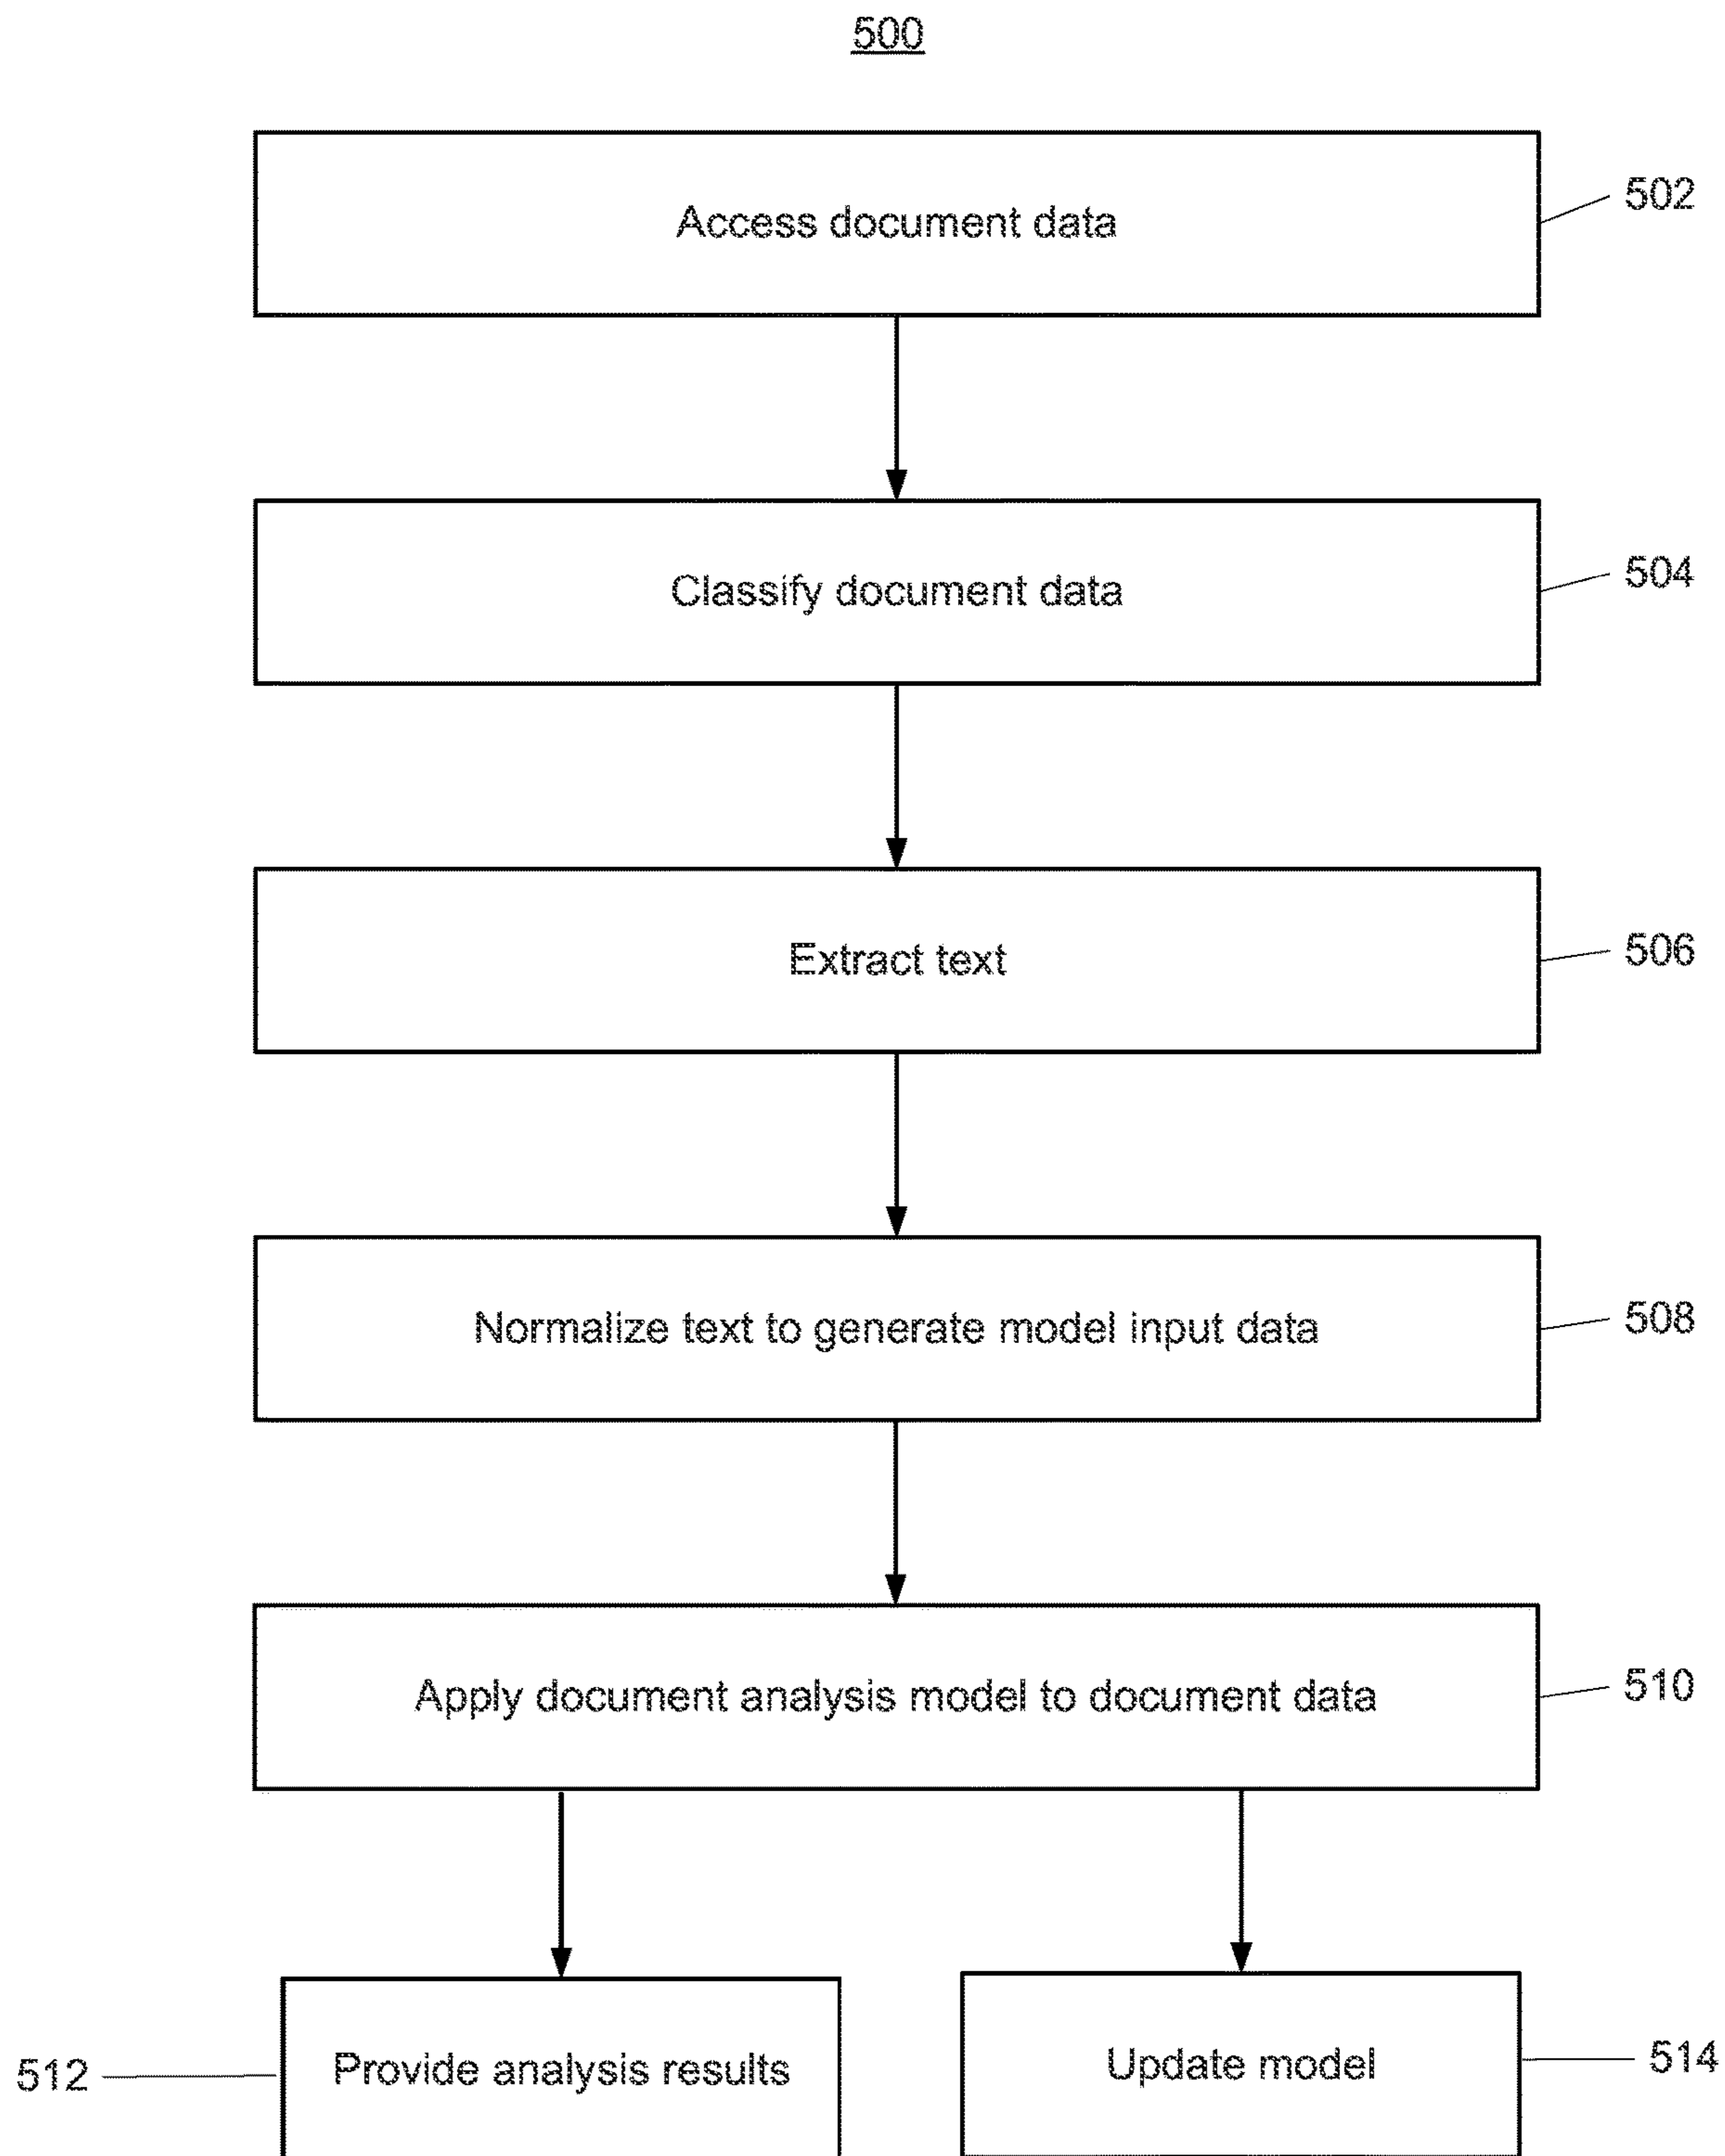 500
Access document data
502
Classify document data
504
Extract text
506
Normalize text to generate model input data
508
Apply document analysis model to document data
510
512
Provide analysis results
Update model
514